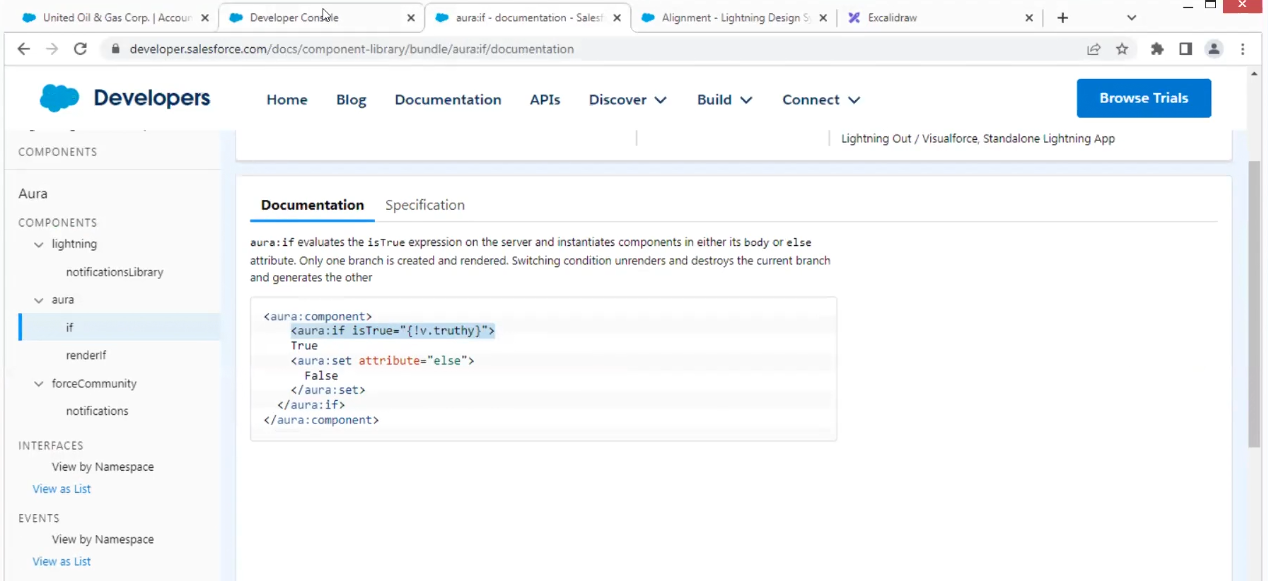 United Oil & Gas Corp. | Accoun
Developer Console
aura:if - documentation - Salesf
Alignment - Lightning Design S
Excalidraw
developer.salesforce.com/docs/component-library/bundle/aura:if/documentation
Developers
Home
Blog
Documentation
APIs
Discover
Build
Connect
Browse Trials
COMPONENTS
Lightning Out / Visualforce, Standalone Lightning App
Aura
COMPONENTS
lightning
notificationsLibrary
aura
if
renderIf
forceCommunity
notifications
INTERFACES
View by Namespace
View as List
EVENTS
View by Namespace
View as List
Documentation
Specification
aura:if evaluates the isTrue expression on the server and instantiates components in either its body or else
attribute. Only one branch is created and rendered. Switching condition unrenders and destroys the current branch
and generates the other
<aura:component>
<aura:if isTrue="{!v.truthy}">
True
<aura:set attribute="else">
False
</aura:set>
</aura:if>
</aura:component>